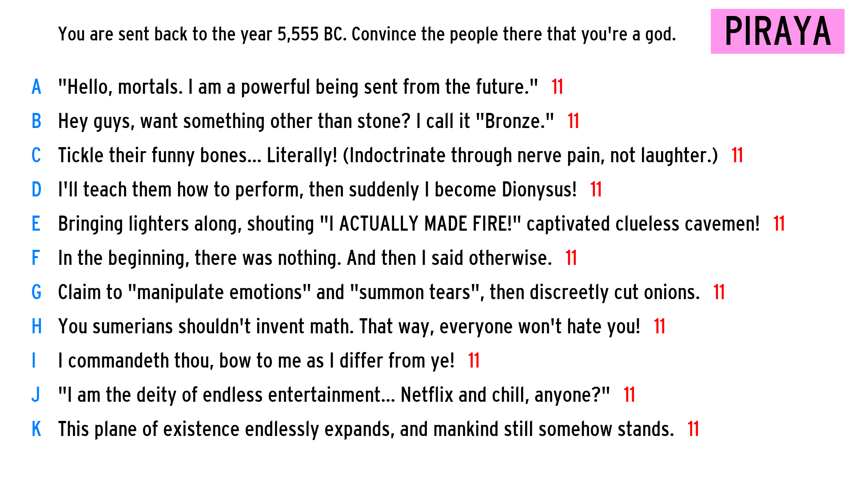 You are sent back to the year 5,555 BC. Convince the people there that you're a god.
PIRAYA
A "Hello, mortals. I am a powerful being sent from the future." 11
B Hey guys, want something other than stone? I call it "Bronze." 11
C Tickle their funny bones... Literally! (Indoctrinate through nerve pain, not laughter.) 11
D I'll teach them how to perform, then suddenly I become Dionysus! 11
E Bringing lighters along, shouting "I ACTUALLY MADE FIRE!" captivated clueless cavemen! 11
F In the beginning, there was nothing. And then I said otherwise. 11
G Claim to "manipulate emotions" and "summon tears", then discreetly cut onions. 11
H You sumerians shouldn't invent math. That way, everyone won't hate you! 11
I I commandeth thou, bow to me as I differ from ye! 11
J "I am the deity of endless entertainment... Netflix and chill, anyone?" 11
K This plane of existence endlessly expands, and mankind still somehow stands. 11